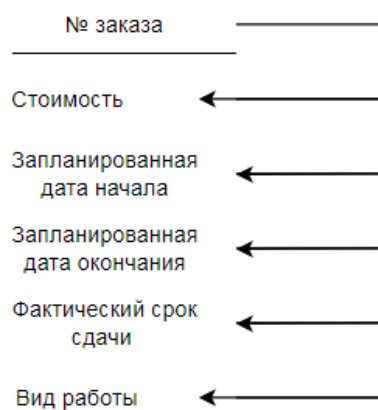 № заказа
Стоимость
Запланированная
дата начала
Запланированная
дата окончания
Фактический срок
сдачи
Вид работы